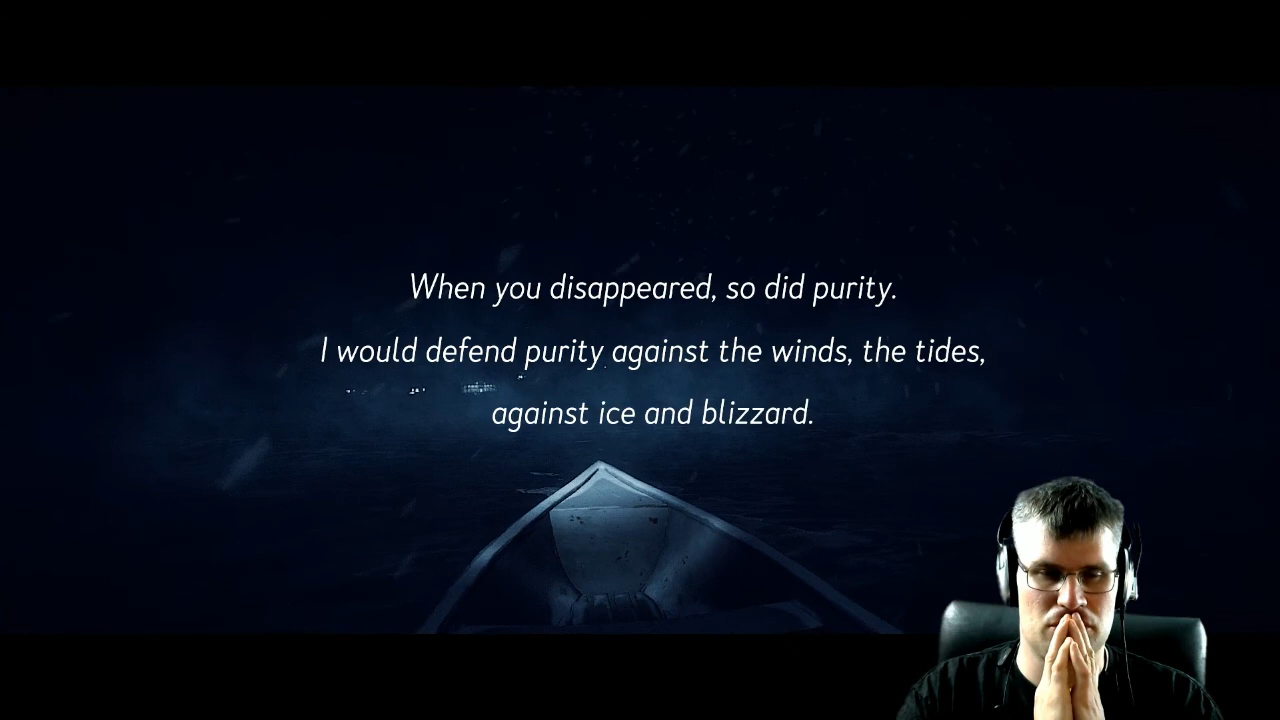 When you disappeared, so did purity.
I would defend purity against the winds, the tides,
against ice and blizzard.